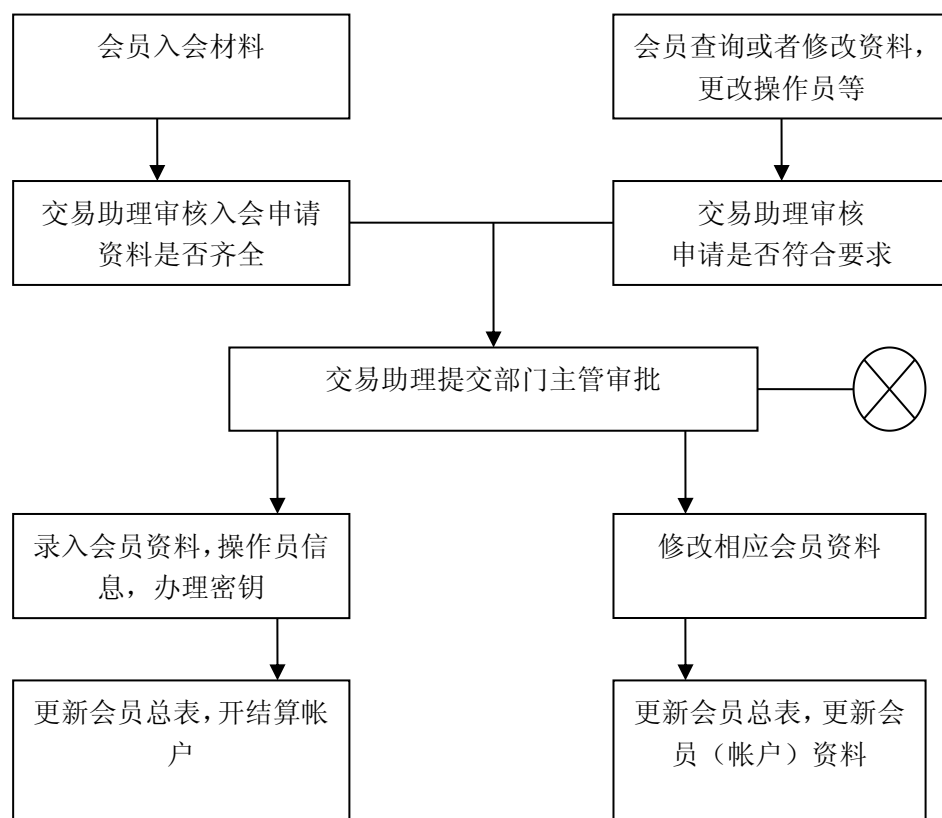 会员入会材料
会员查询或者修改资料，
更改操作员等
交易助理审核入会申请
资料是否齐全
交易助理审核
申请是否符合要求
交易助理提交部门主管审批
录入会员资料，操作员信
息，办理密钥
修改相应会员资料
更新会员总表，开结算帐
户
更新会员总表，更新会
员（帐户）资料